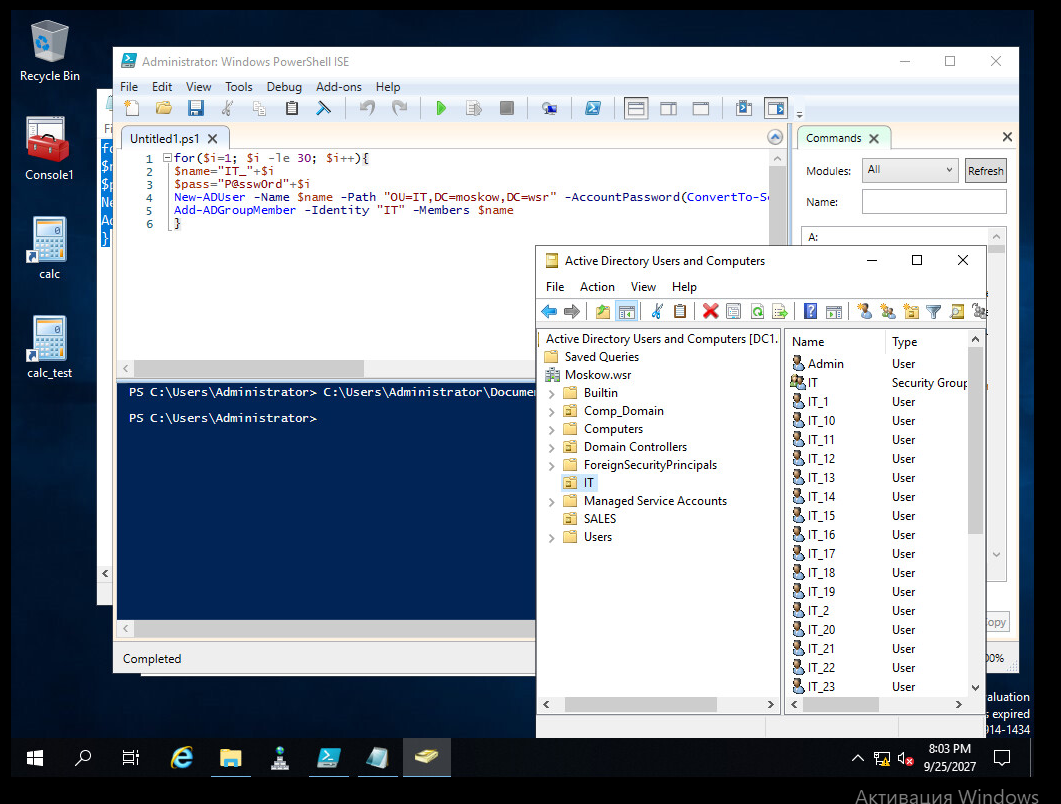 Recycle Bin
Console1
calc
calc_test
Administrator: Windows PowerShell ISE
File Edit View Tools Debug Add-ons Help
Untitled1.ps1
1 for($i=1; $i -le 30; $i++){
2 $name="IT_"+$i
3 $pass="P@ssw0rd"+$i
4 New-ADUser -Name $name -Path "OU=IT,DC=moskow,DC=wsr" -AccountPassword(ConvertTo-Se
5 Add-ADGroupMember -Identity "IT" -Members $name
6 }
Commands
Modules: All Refresh
Name:
A:
PS C:\Users\Administrator> C:\Users\Administrator\Docume
PS C:\Users\Administrator>
Completed
Active Directory Users and Computers
File Action View Help
Active Directory Users and Computers [DC1.
Saved Queries
Moskow.wsr
Builtin
Comp_Domain
Computers
Domain Controllers
ForeignSecurityPrincipals
IT
Managed Service Accounts
SALES
Users
Name Type
Admin User
IT Security Group
IT_1 User
IT_10 User
IT_11 User
IT_12 User
IT_13 User
IT_14 User
IT_15 User
IT_16 User
IT_17 User
IT_18 User
IT_19 User
IT_2 User
IT_20 User
IT_21 User
IT_22 User
IT_23 User
opy
00%
aluation
s expired
914-1434
8:03 PM
9/25/2027
Активация Windows